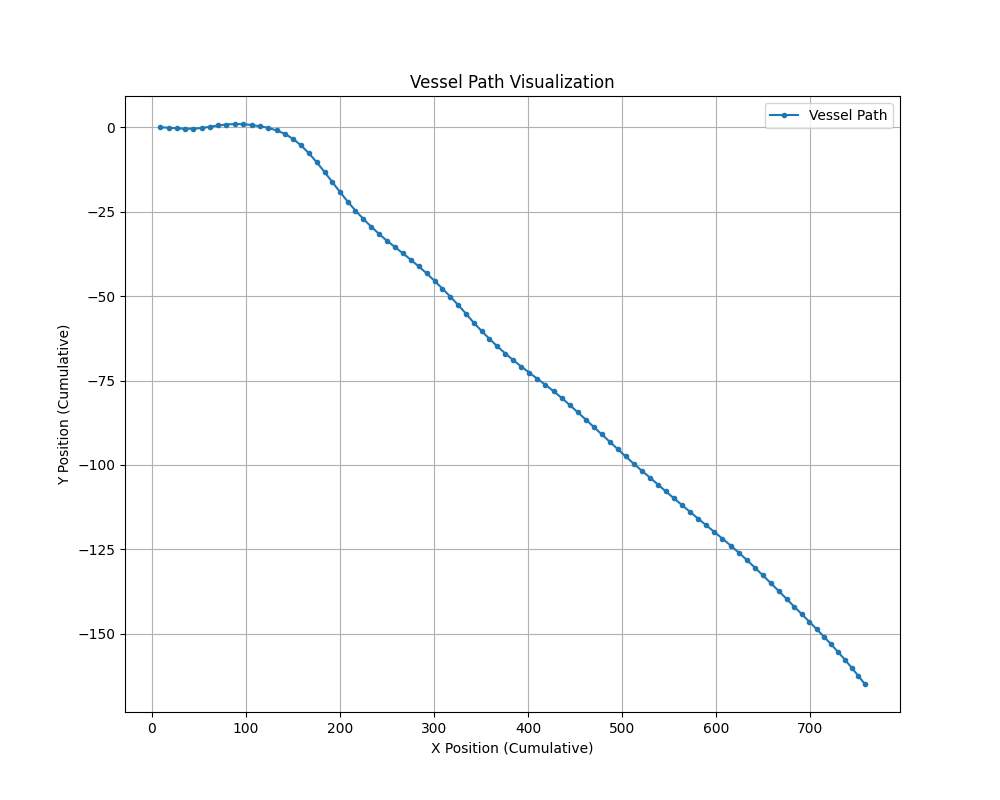 Vessel Path Visualization
Vessel Path
Y Position (Cumulative)
0
−25
−50
−75
−100
−125
−150
0 100 200 300 400 500 600 700
X Position (Cumulative)